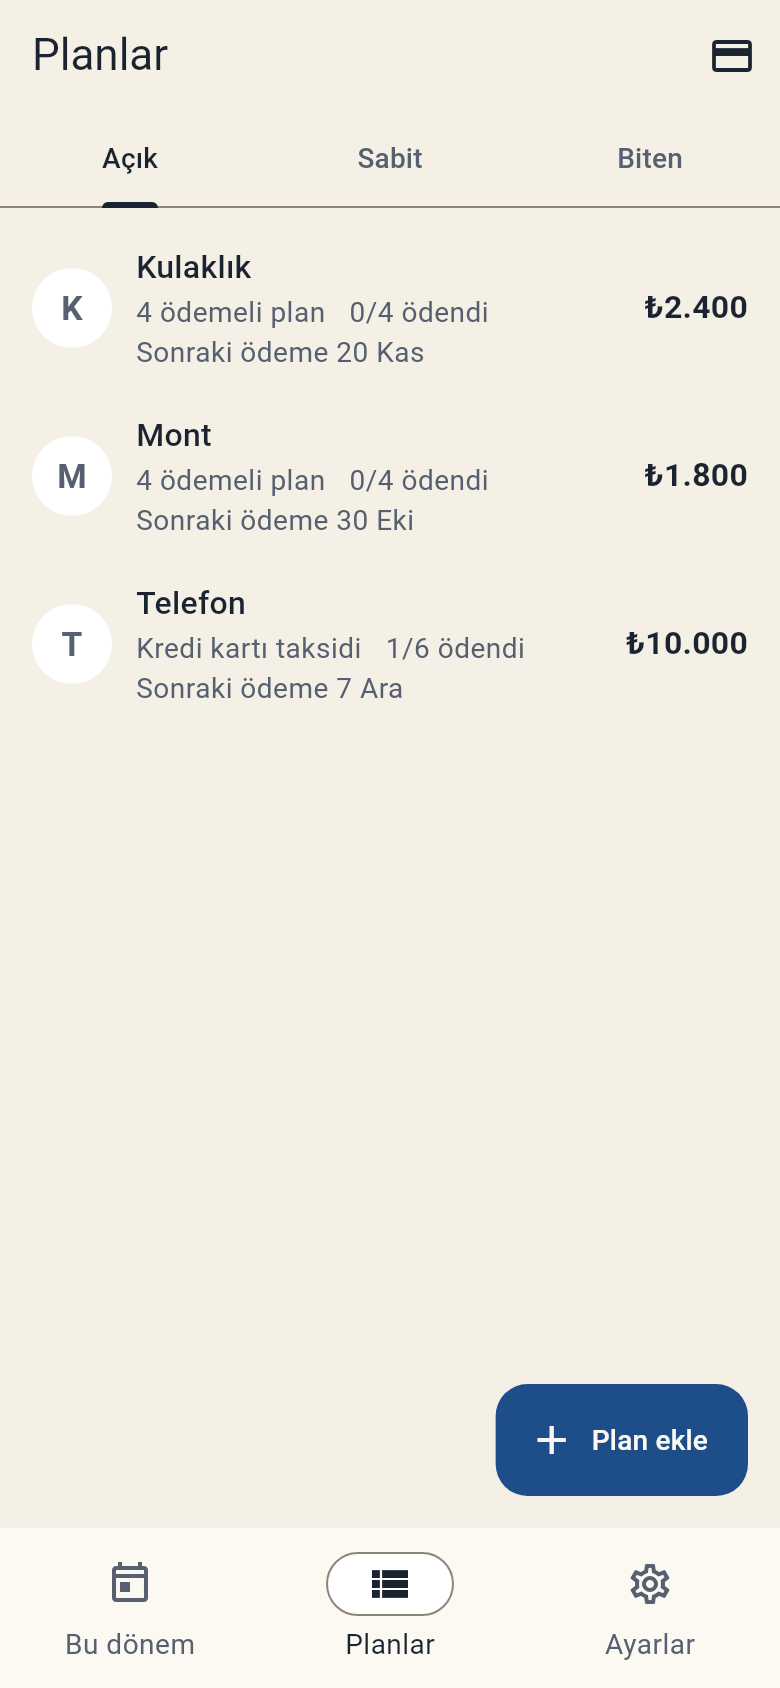 Planlar
Açık
Sabit
Biten
K
Kulaklık
4 ödemeli plan 0/4 ödendi
Sonraki ödeme 20 Kas
₺2.400
M
Mont
4 ödemeli plan 0/4 ödendi
Sonraki ödeme 30 Eki
₺1.800
T
Telefon
Kredi kartı taksidi 1/6 ödendi
Sonraki ödeme 7 Ara
₺10.000
Plan ekle
Bu dönem
Planlar
Ayarlar